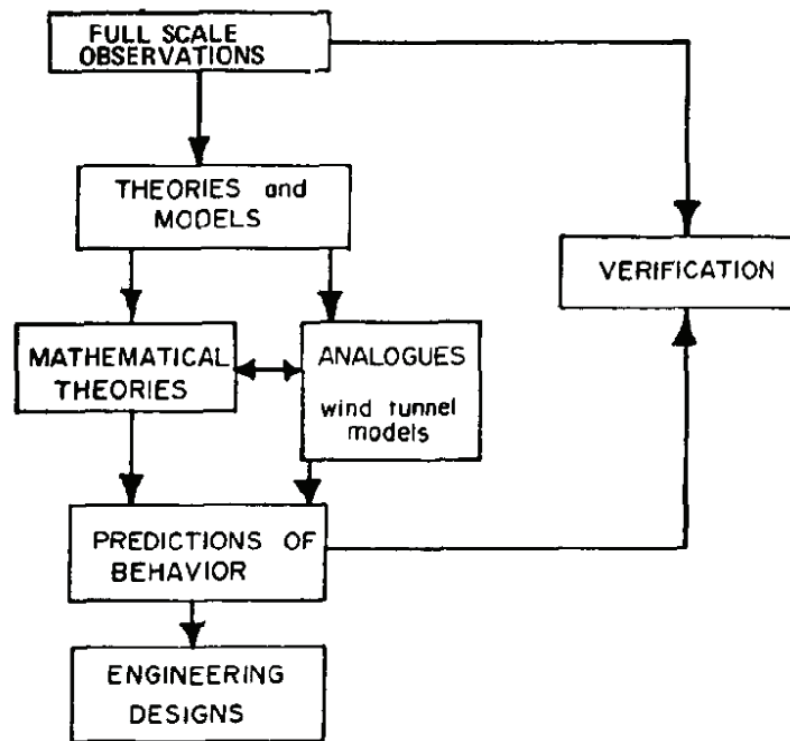 FULL SCALE
OBSERVATIONS
THEORIES and
MODELS
VERIFICATION
MATHEMATICAL
THEORIES
ANALOGUES
wind tunnel
models
PREDICTIONS OF
BEHAVIOR
ENGINEERING
DESIGNS